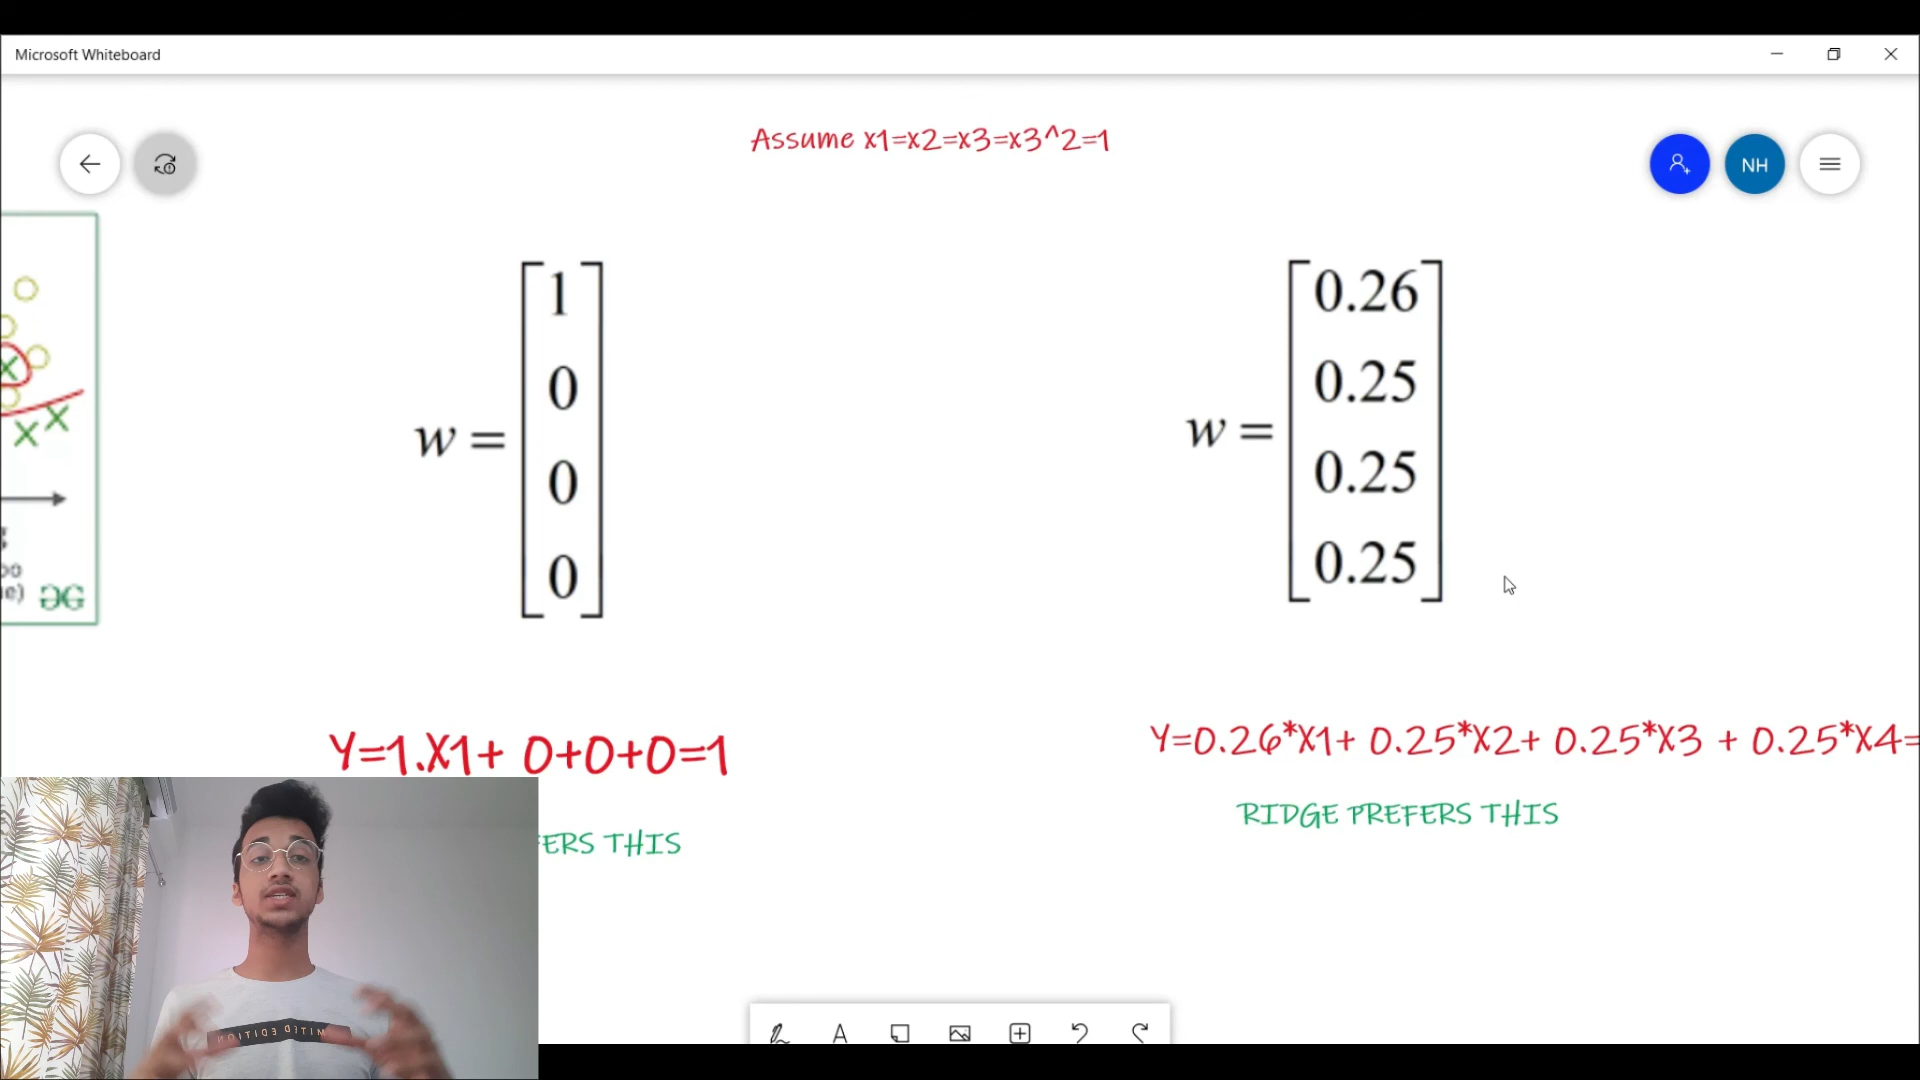 Microsoft Whiteboard
Assume x1=x2=x3=x3^2=1
NH
w = [1 0 0 0]
w = [0.26 0.25 0.25 0.25]
Y=1.X1+ 0+0+0=1
Y=0.26*X1+ 0.25*X2+ 0.25*X3 + 0.25*X4=
FERS THIS
RIDGE PREFERS THIS